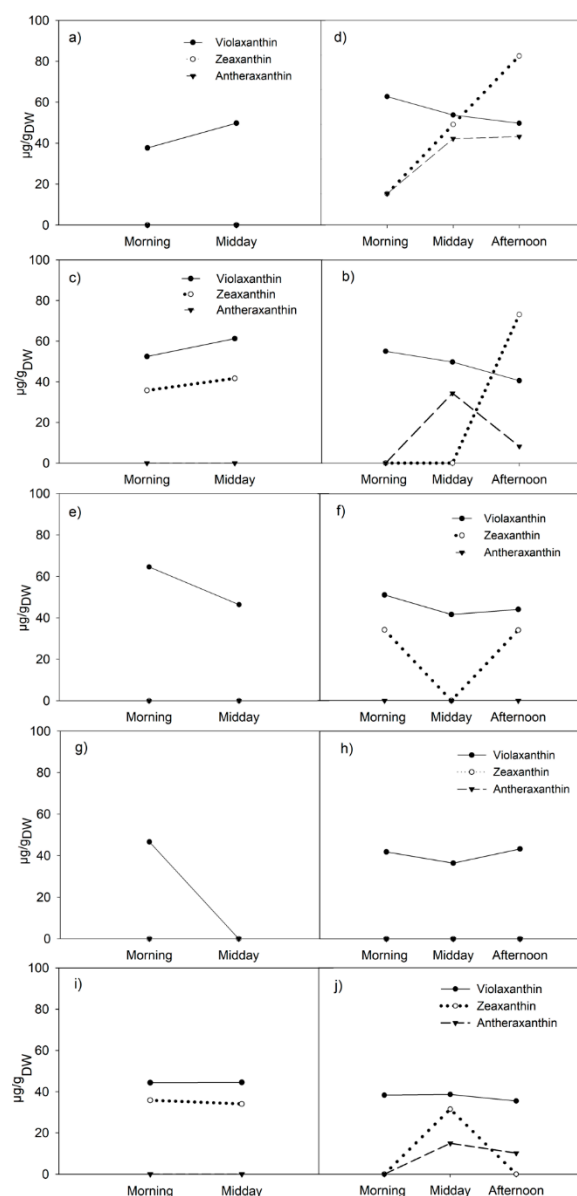 a)
Violaxanthin
Zeaxanthin
Antheraxanthin
100
80
60
40
20
0
µg/gDW
Morning Midday
d)
Morning Midday Afternoon
c)
Violaxanthin
Zeaxanthin
Antheraxanthin
100
80
60
40
20
0
µg/gDW
Morning Midday
b)
Morning Midday Afternoon
e)
100
80
60
40
20
0
µg/gDW
Morning Midday
f)
Violaxanthin
Zeaxanthin
Antheraxanthin
Morning Midday Afternoon
g)
100
80
60
40
20
0
µg/gDW
Morning Midday
h)
Violaxanthin
Zeaxanthin
Antheraxanthin
Morning Midday Afternoon
i)
100
80
60
40
20
0
µg/gDW
Morning Midday
j)
Violaxanthin
Zeaxanthin
Antheraxanthin
Morning Midday Afternoon